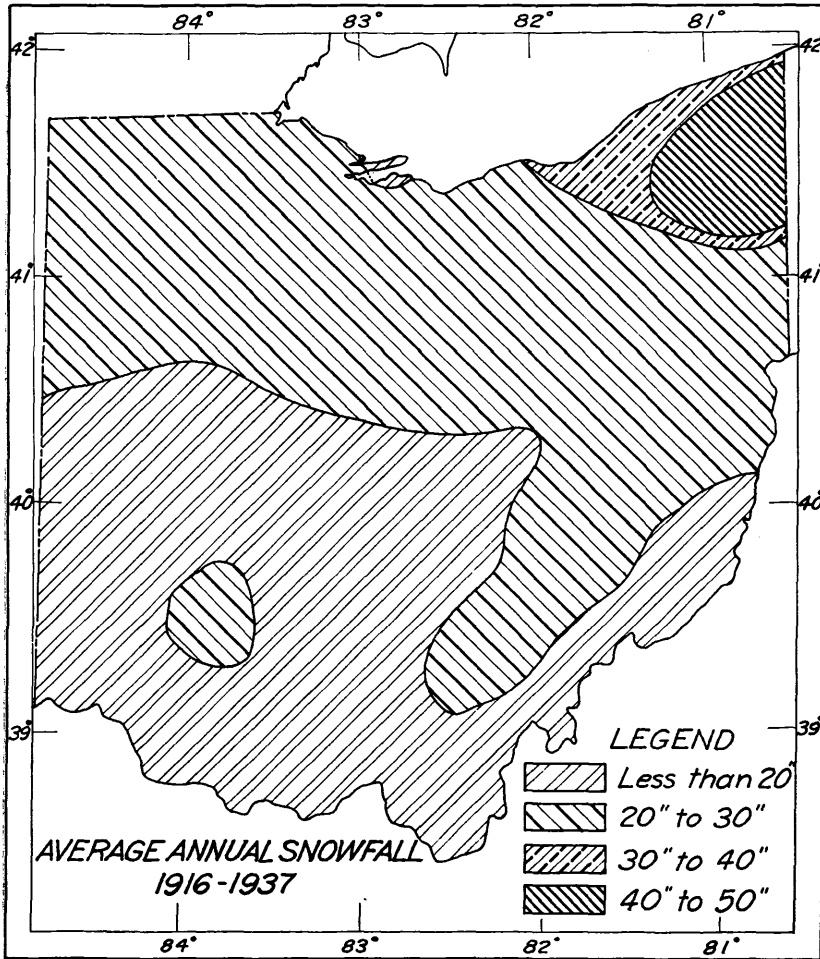 84° 83° 82° 81°
42° 42°
41° 41°
40° 40°
39° 39°
LEGEND
Less than 20"
20" to 30"
30" to 40"
40" to 50"
AVERAGE ANNUAL SNOWFALL
1916-1937
84° 83° 82° 81°